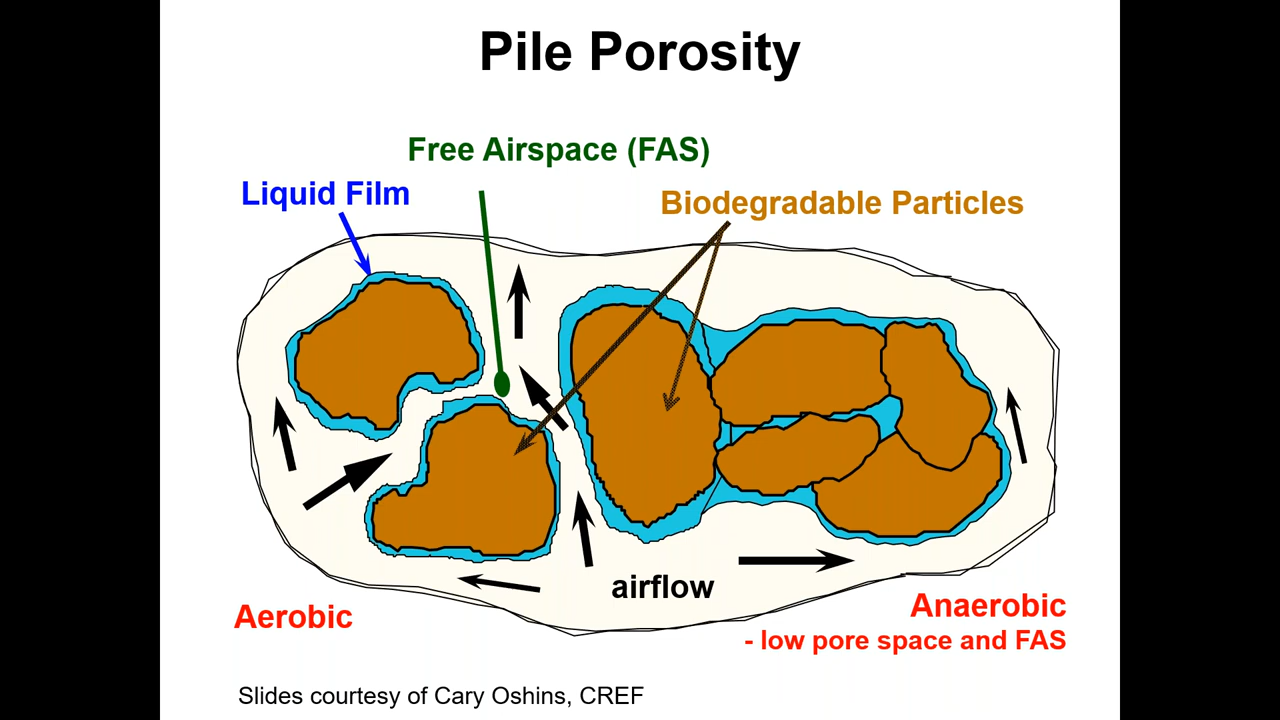 Pile Porosity
Free Airspace (FAS)
Liquid Film
Biodegradable Particles
airflow
Aerobic
Anaerobic
- low pore space and FAS
Slides courtesy of Cary Oshins, CREF